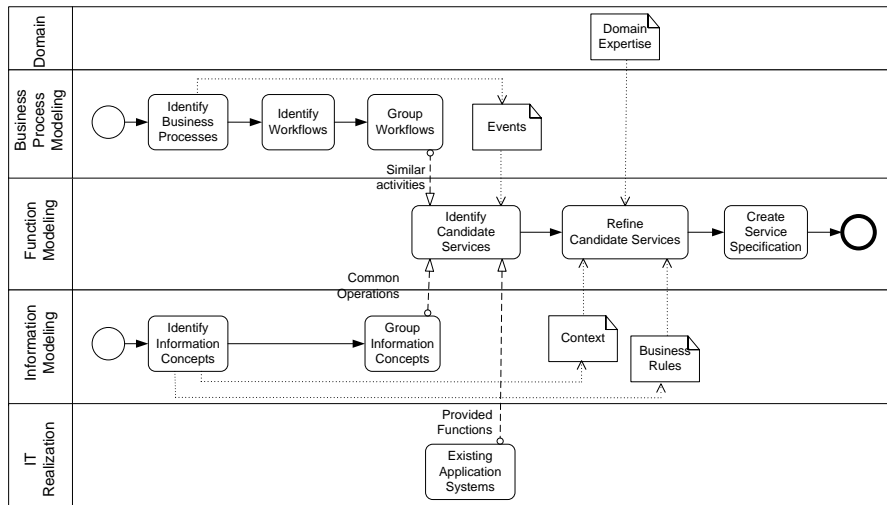 Domain
Domain
Expertise
Business
Process
Modeling
Identify
Business
Processes
Identify
Workflows
Group
Workflows
Events
Similar
activities
Function
Modeling
Identify
Candidate
Services
Refine
Candidate Services
Create
Service
Specification
Common
Operations
Information
Modeling
Identify
Information
Concepts
Group
Information
Concepts
Context
Business
Rules
IT
Realization
Provided
Functions
Existing
Application
Systems